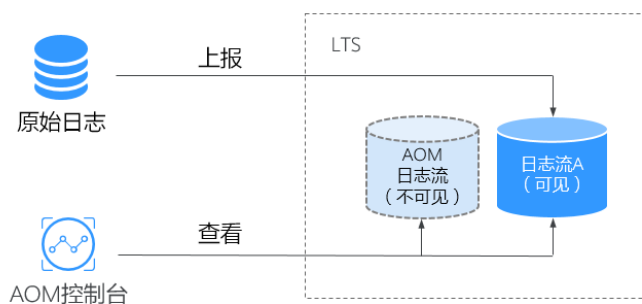 LTS
上报
原始日志
AOM
日志流
（不可见）
日志流A
（可见）
查看
AOM控制台